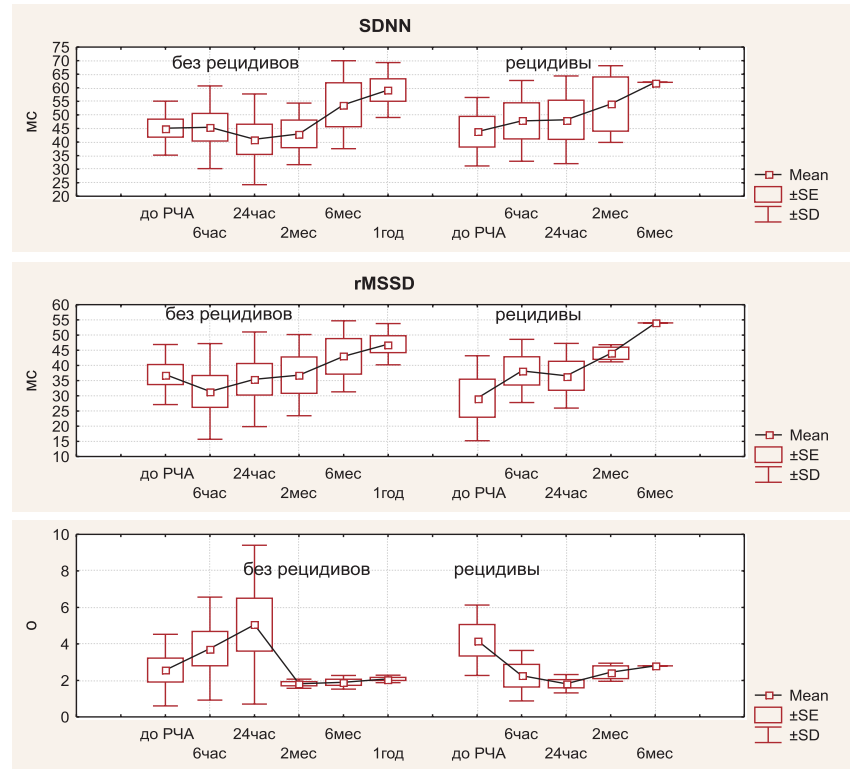 SDNN
75
70
65
60
55
50
45
40
35
30
25
20
мс
без рецидивов
рецидивы
до РЧА 24час 6мес 6час 2мес
6час 2мес 1год до РЧА 24час 6мес
Mean
±SE
±SD
rMSSD
60
55
50
45
40
35
30
25
20
15
10
мс
без рецидивов
рецидивы
до РЧА 24час 6мес 6час 2мес
6час 2мес 1год до РЧА 24час 6мес
Mean
±SE
±SD
10
8
6
4
2
0
о
без рецидивов
рецидивы
до РЧА 24час 6мес до РЧА 6час 2мес
6час 2мес 1год 24час 6мес
Mean
±SE
±SD